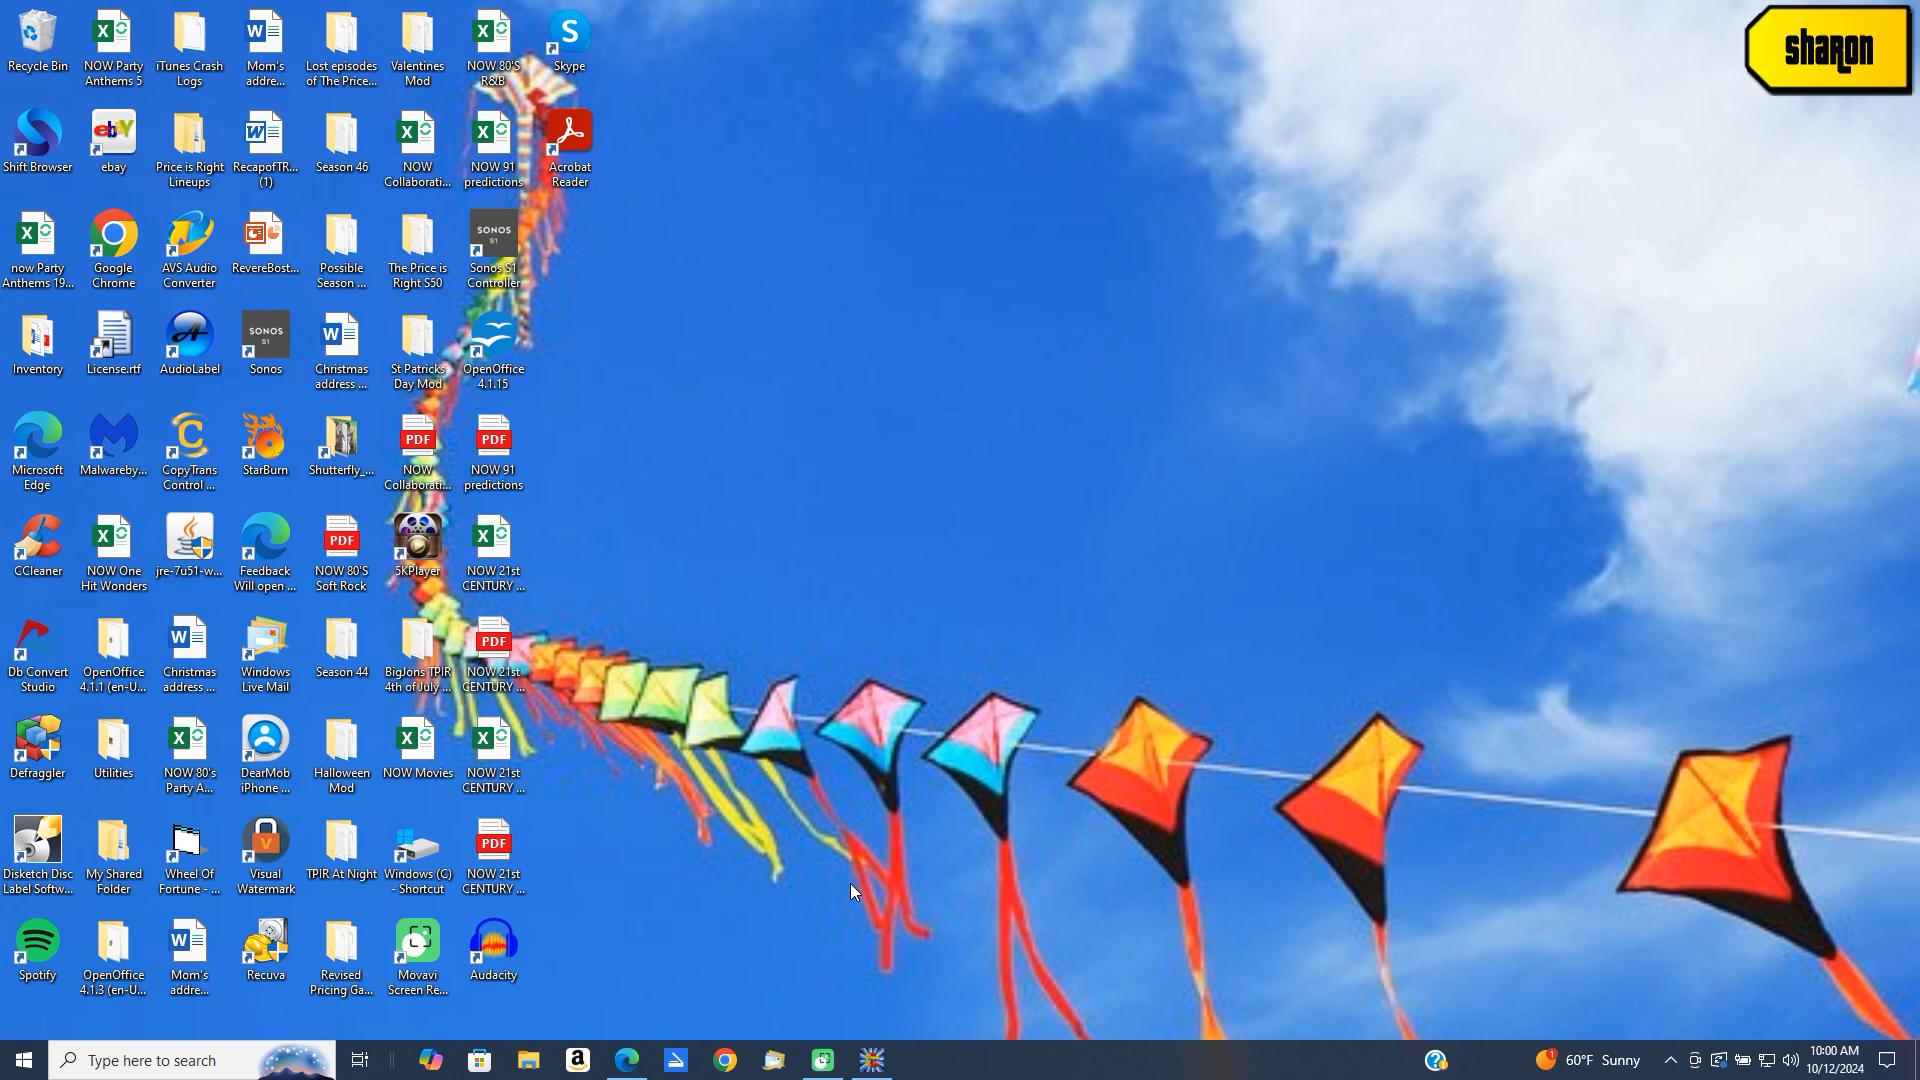 sharon
Recycle Bin
NOW Party
Anthems 5
iTunes Crash
Logs
Mom's
addre...
Lost episodes
of The Price...
Valentines
Mod
NOW 80'S
R&B
Skype
Shift Browser
ebay
Price is Right
Lineups
RecapofTR...
(1)
Season 46
NOW
Collaborati...
NOW 91
predictions
Acrobat
Reader
now Party
Anthems 19...
Google
Chrome
AVS Audio
Converter
RevereBost...
Possible
Season ...
The Price is
Right S50
SONOS
S1
Sonos S1
Controller
Inventory
License.rtf
AudioLabel
SONOS
S1
Sonos
Christmas
address ...
St Patricks
Day Mod
OpenOffice
4.1.15
Microsoft
Edge
Malwareby...
CopyTrans
Control ...
StarBurn
Shutterfly_...
PDF
NOW
Collaborati...
PDF
NOW 91
predictions
CCleaner
NOW One
Hit Wonders
jre-7u51-w...
Feedback
Will open ...
PDF
NOW 80'S
Soft Rock
5KPlayer
NOW 21st
CENTURY ...
Db Convert
Studio
OpenOffice
4.1.1 (en-U...
Christmas
address ...
Windows
Live Mail
Season 44
BigJons TPIR
4th of July ...
PDF
NOW 21st
CENTURY ...
Defraggler
Utilities
NOW 80's
Party A...
DearMob
iPhone ...
Halloween
Mod
NOW Movies
NOW 21st
CENTURY ...
Disketch Disc
Label Softw...
My Shared
Folder
Wheel Of
Fortune - ...
Visual
Watermark
TPIR At Night
Windows (C)
- Shortcut
PDF
NOW 21st
CENTURY ...
Spotify
OpenOffice
4.1.3 (en-U...
Mom's
addre...
Recuva
Revised
Pricing Ga...
Movavi
Screen Re...
Audacity
Type here to search
60°F Sunny
10:00 AM
10/12/2024